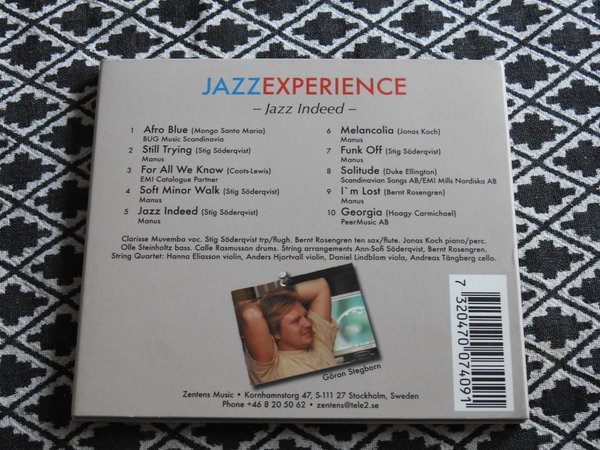 JAZZEXPERIENCE
– Jazz Indeed –
1 Afro Blue (Mongo Santa Maria)
BUG Music Scandinavia
2 Still Trying (Stig Söderqvist)
Manus
3 For All We Know (Coots-Lewis)
EMI Catalogue Partner
4 Soft Minor Walk (Stig Söderqvist)
Manus
5 Jazz Indeed (Stig Söderqvist)
Manus
6 Melancolia (Jonas Koch)
Manus
7 Funk Off (Stig Söderqvist)
Manus
8 Solitude (Duke Ellington)
Scandinavian Songs AB/EMI Mills Nordiska AB
9 I`m Lost (Bernt Rosengren)
Manus
10 Georgia (Hoagy Carmichael)
PeerMusic AB
Clarisse Muvemba voc. Stig Söderqvist trp/flugh. Bernt Rosengren ten sax/flute. Jonas Koch piano/perc.
Olle Steinholtz bass. Calle Rasmusson drums. String arrangements Ann-Sofi Söderqvist, Bernt Rosengren.
String Quartet: Hanna Eliasson violin, Anders Hjortvall violin, Daniel Lindblom viola, Andreas Tångberg cello.
Göran Stegborn
Zentens Music • Kornhamnstorg 47, S-111 27 Stockholm, Sweden
Phone +46 8 20 50 62 • zentens@tele2.se
7 320470 074091